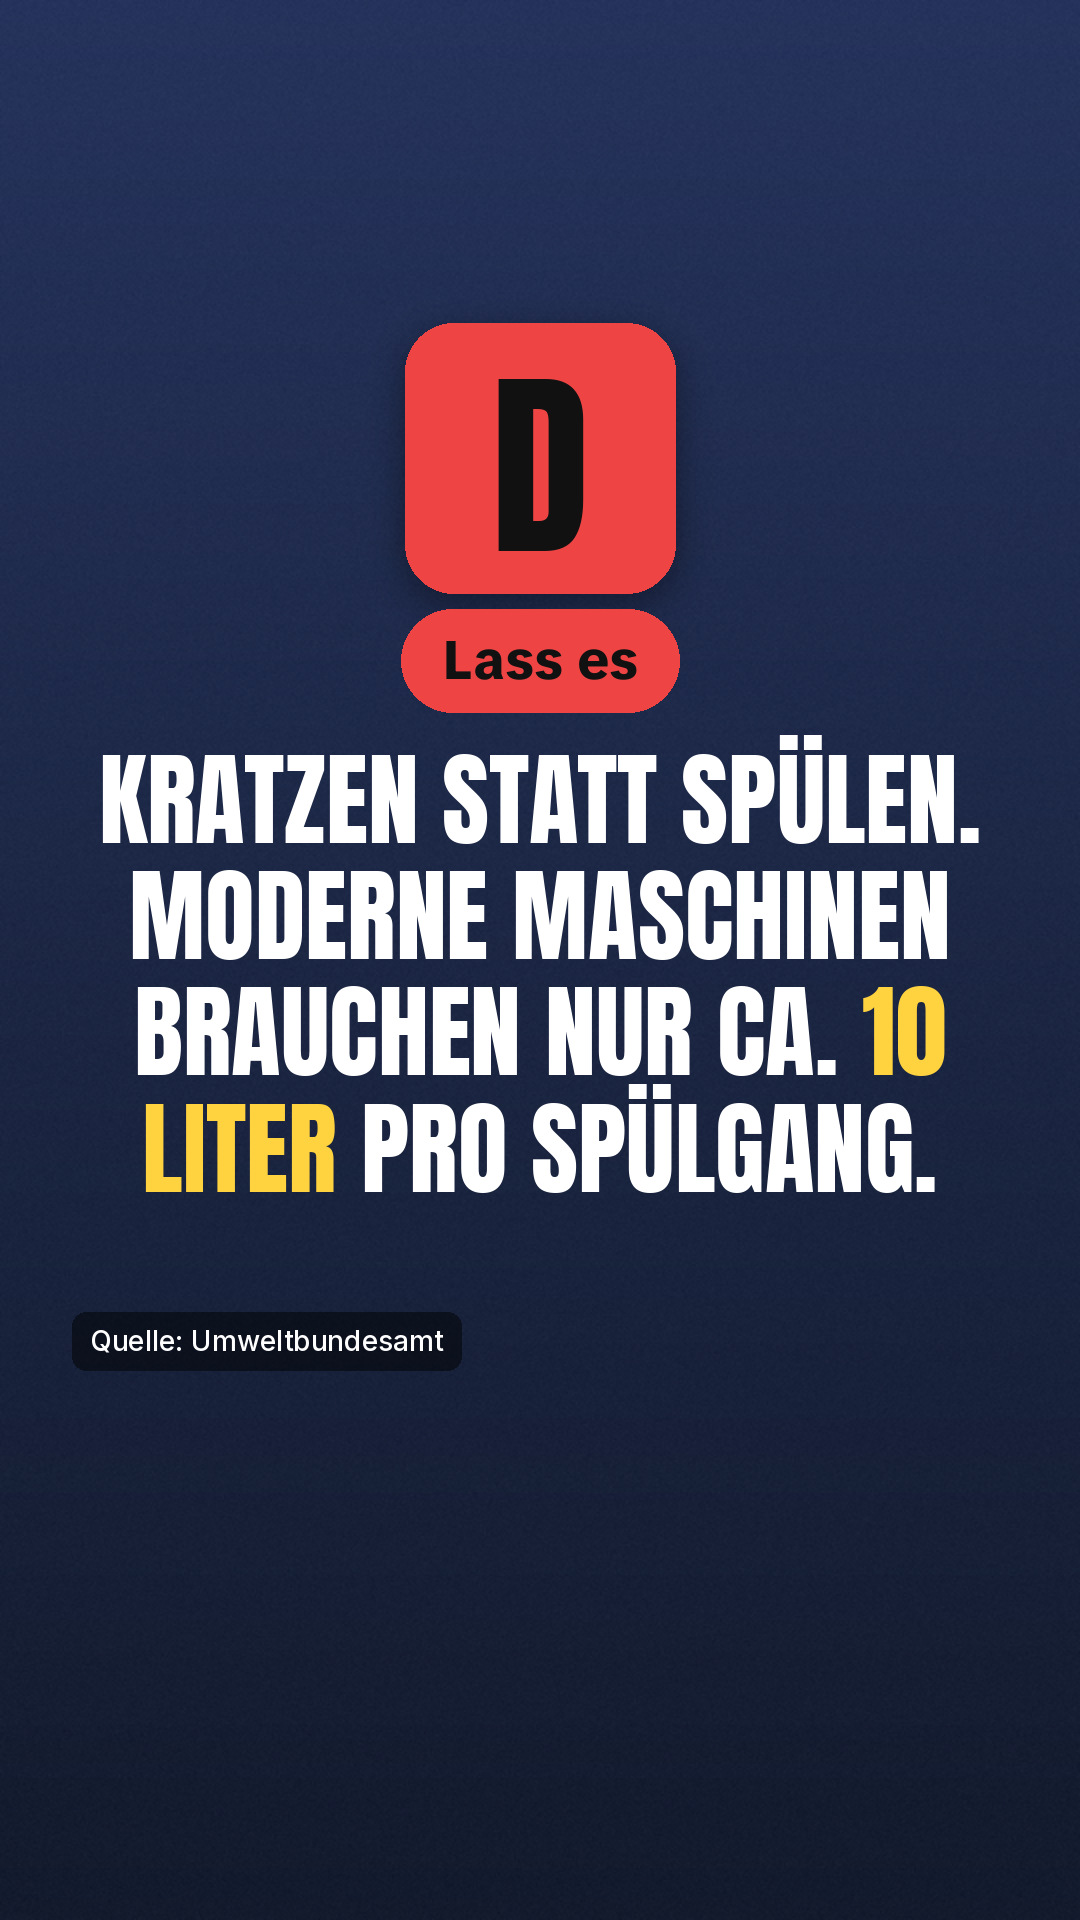 D
Lass es
KRATZEN STATT SPÜLEN.
MODERNE MASCHINEN
BRAUCHEN NUR CA. 10
LITER PRO SPÜLGANG.
Quelle: Umweltbundesamt